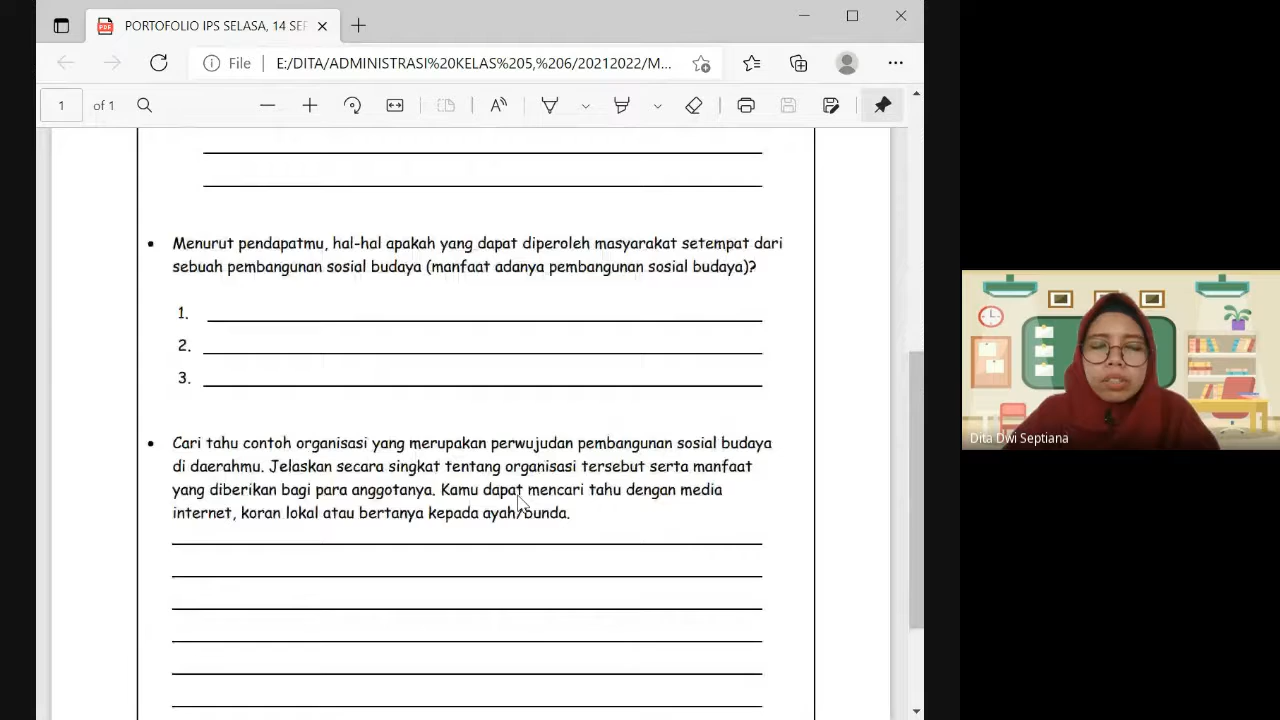 PORTOFOLIO IPS SELASA, 14 SEP
File
E:/DITA/ADMINISTRASI%20KELAS%205,%206/20212022/M...
1 of 1
Menurut pendapatmu, hal-hal apakah yang dapat diperoleh masyarakat setempat dari
sebuah pembangunan sosial budaya (manfaat adanya pembangunan sosial budaya)?
1.
2.
3.
Cari tahu contoh organisasi yang merupakan perwujudan pembangunan sosial budaya
di daerahmu. Jelaskan secara singkat tentang organisasi tersebut serta manfaat
yang diberikan bagi para anggotanya. Kamu dapat mencari tahu dengan media
internet, koran lokal atau bertanya kepada ayah/bunda.
Dita Dwi Septiana